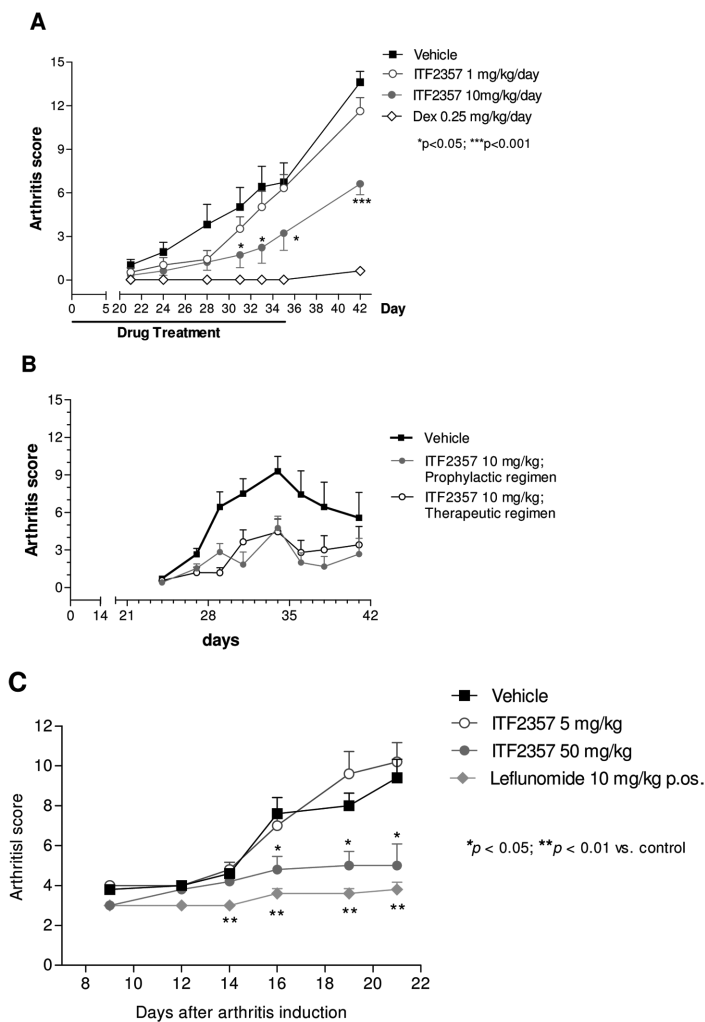 A
Arthritis score
15
12
9
6
3
0
0 5 20 22 24 26 28 30 32 34 36 38 40 42 Day
Drug Treatment
Vehicle
ITF2357 1 mg/kg/day
ITF2357 10mg/kg/day
Dex 0.25 mg/kg/day
*p<0.05; ***p<0.001
* * *
***
B
Arthritis score
15
12
9
6
3
0
0 14 21 28 35 42
days
Vehicle
ITF2357 10 mg/kg;
Prophylactic regimen
ITF2357 10 mg/kg;
Therapeutic regimen
C
Arthritisl score
12
10
8
6
4
2
0
8 10 12 14 16 18 20 22
Days after arthritis induction
Vehicle
ITF2357 5 mg/kg
ITF2357 50 mg/kg
Leflunomide 10 mg/kg p.os.
*p < 0.05; **p < 0.01 vs. control
* * *
** ** ** **